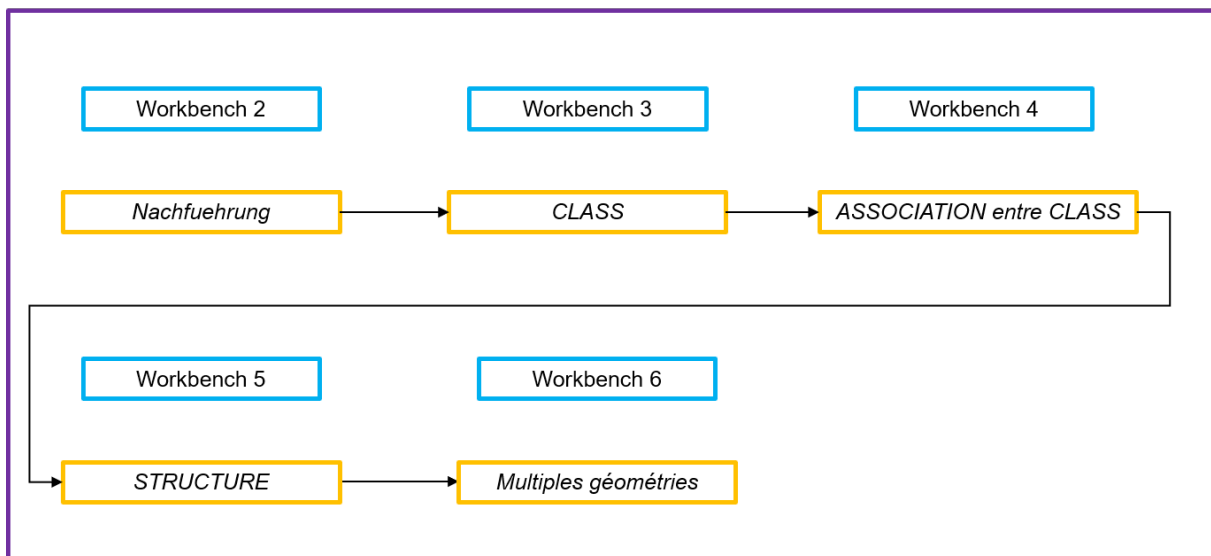 Workbench 2
Workbench 3
Workbench 4
Nachfuehrung
CLASS
ASSOCIATION entre CLASS
Workbench 5
Workbench 6
STRUCTURE
Multiples géométries